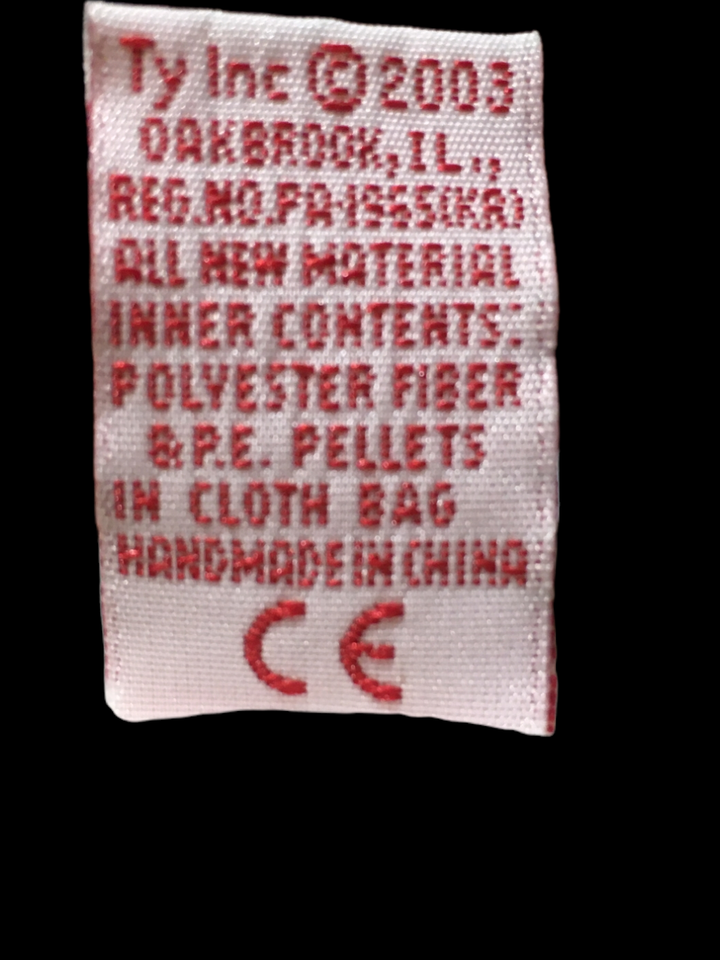 Ty Inc © 2003
OAKBROOK, IL.,,
REG.NO.PA-1965(KR)
ALL NEW MATERIAL
INNER CONTENTS:
POLYESTER FIBER
& P.E. PELLETS
IN CLOTH BAG
HANDMADE IN CHINA
CE